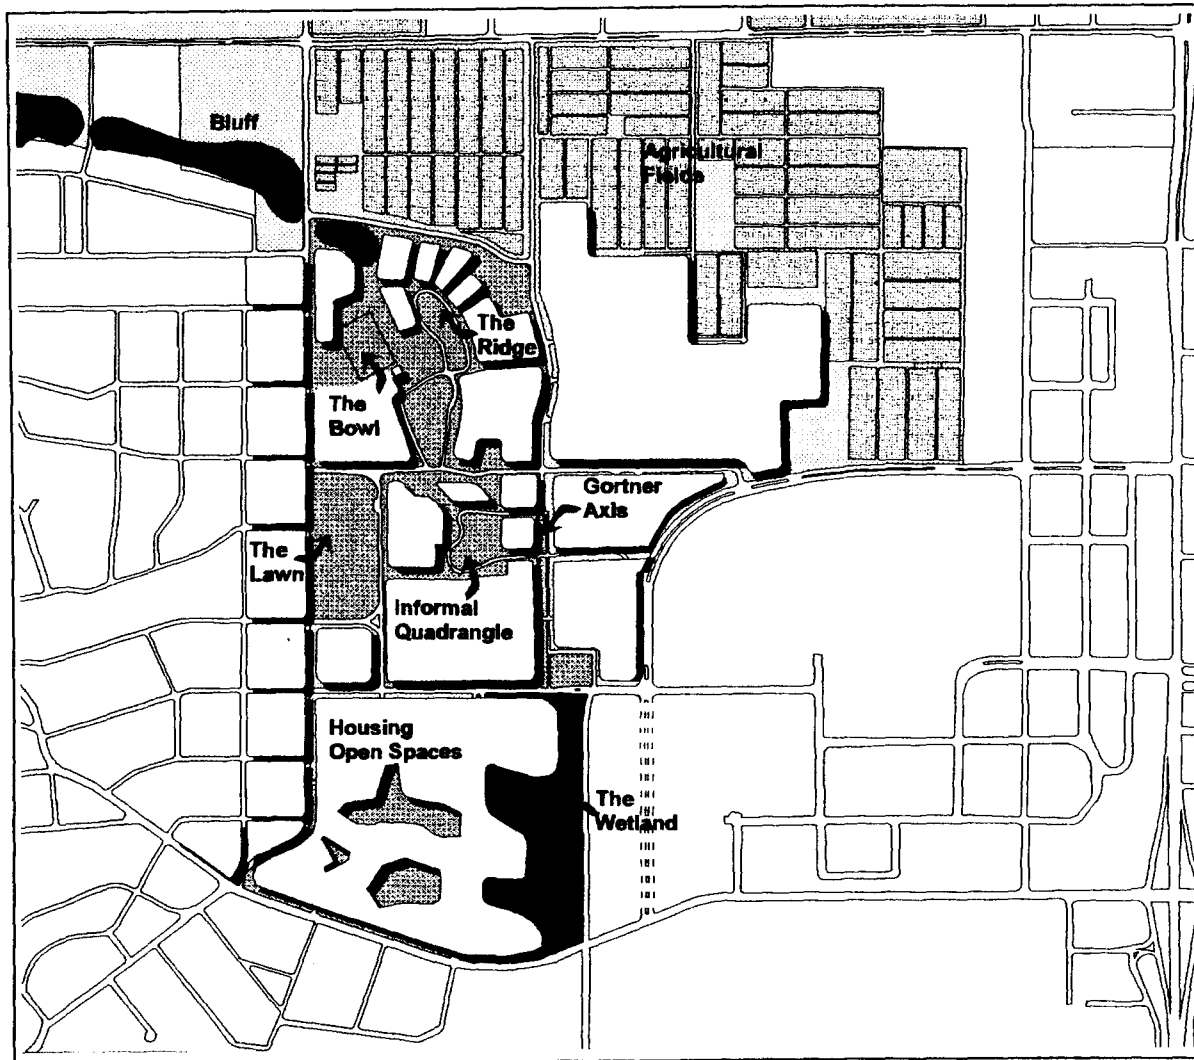 Bluff
Agricultural
Fields
The
Ridge
The
Bowl
Gortner
Axis
The
Lawn
Informal
Quadrangle
Housing
Open Spaces
The
Wetland